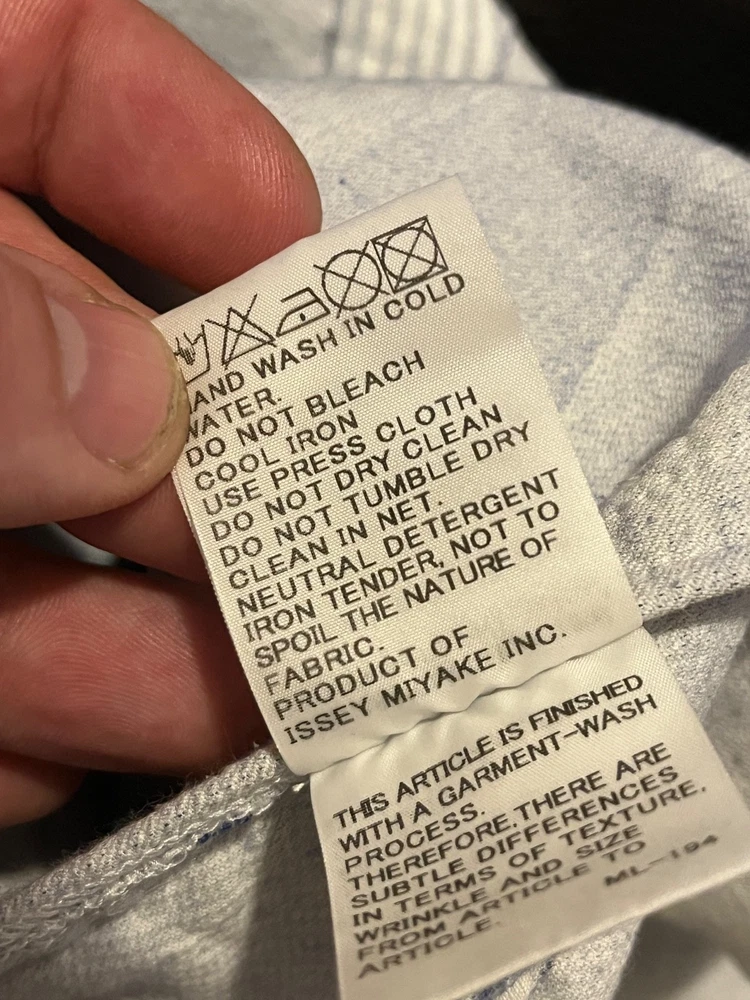 HAND WASH IN COLD
WATER.
DO NOT BLEACH
COOL IRON
USE PRESS CLOTH
DO NOT DRY CLEAN
DO NOT TUMBLE DRY
CLEAN IN NET.
NEUTRAL DETERGENT
IRON TENDER, NOT TO
SPOIL THE NATURE OF
FABRIC.
PRODUCT OF
ISSEY MIYAKE INC.
THIS ARTICLE IS FINISHED
WITH A GARMENT-WASH
PROCESS.
THEREFORE,THERE ARE
SUBTLE DIFFERENCES
IN TERMS OF TEXTURE,
WRINKLE AND SIZE
FROM ARTICLE TO
ARTICLE.
ML-194